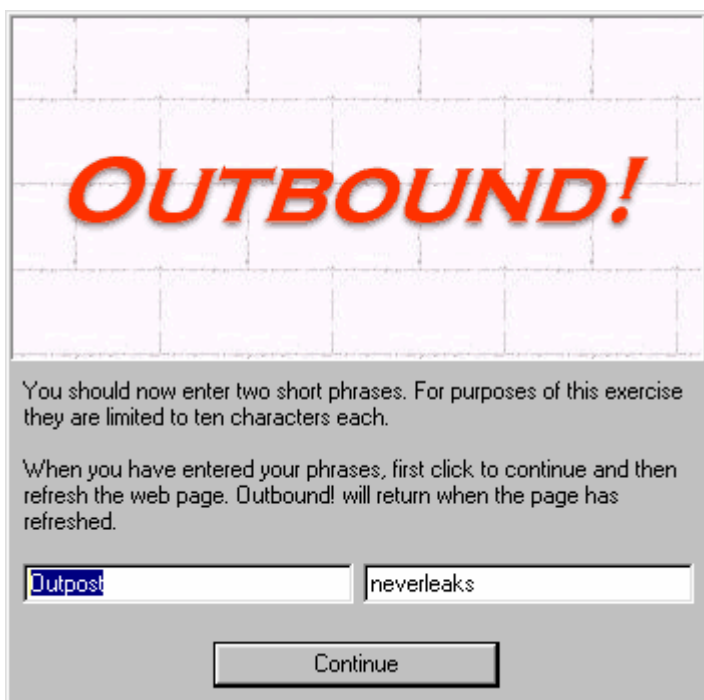 OUTBOUND!
You should now enter two short phrases. For purposes of this exercise
they are limited to ten characters each.
When you have entered your phrases, first click to continue and then
refresh the web page. Outbound! will return when the page has
refreshed.
Outpost neverleaks
Continue